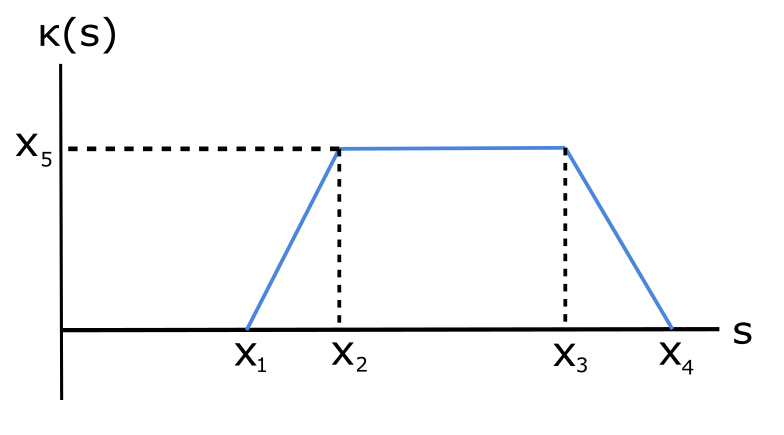 κ(s)
x₅
s
x₁
x₂
x₃
x₄